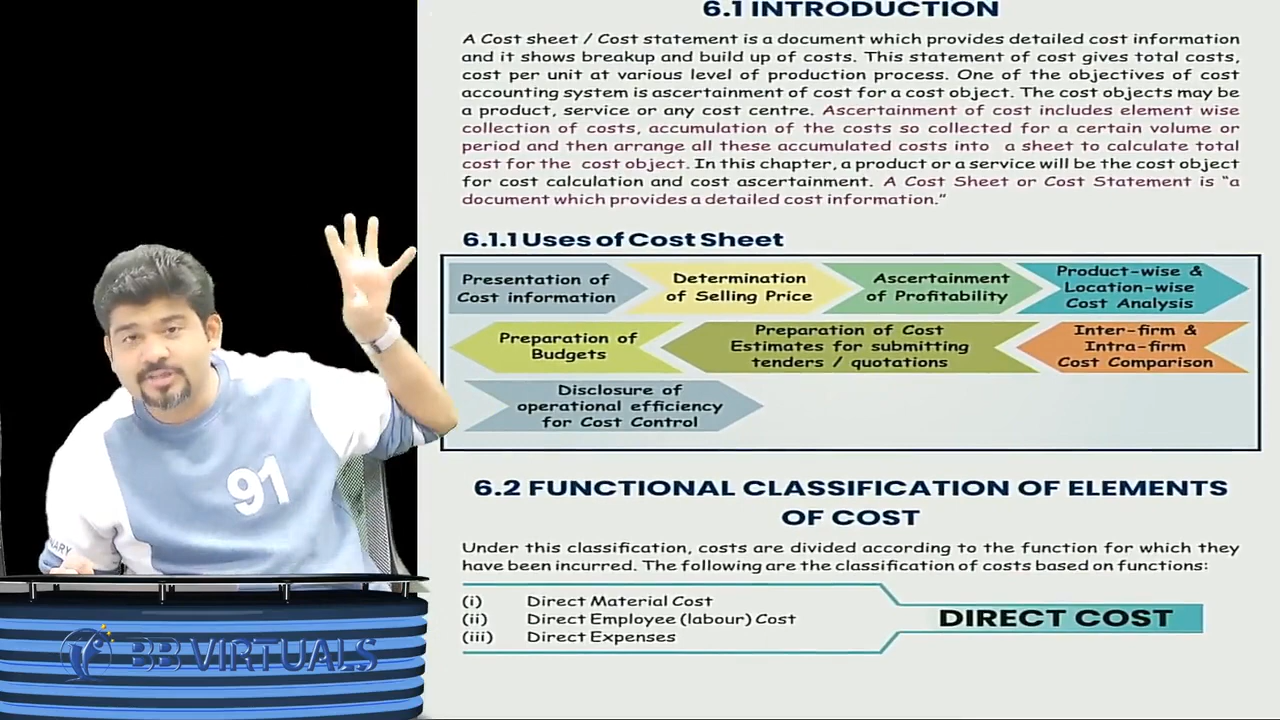 6.1 INTRODUCTION
A Cost sheet / Cost statement is a document which provides detailed cost information
and it shows breakup and build up of costs. This statement of cost gives total costs,
cost per unit at various level of production process. One of the objectives of cost
accounting system is ascertainment of cost for a cost object. The cost objects may be
a product, service or any cost centre. Ascertainment of cost includes element wise
collection of costs, accumulation of the costs so collected for a certain volume or
period and then arrange all these accumulated costs into a sheet to calculate total
cost for the cost object. In this chapter, a product or a service will be the cost object
for cost calculation and cost ascertainment. A Cost Sheet or Cost Statement is “a
document which provides a detailed cost information.”
6.1.1 Uses of Cost Sheet
Presentation of
Cost information
Determination
of Selling Price
Ascertainment
of Profitability
Product-wise &
Location-wise
Cost Analysis
Preparation of
Budgets
Preparation of Cost
Estimates for submitting
tenders / quotations
Inter-firm &
Intra-firm
Cost Comparison
Disclosure of
operational efficiency
for Cost Control
6.2 FUNCTIONAL CLASSIFICATION OF ELEMENTS
OF COST
Under this classification, costs are divided according to the function for which they
have been incurred. The following are the classification of costs based on functions:
(i) Direct Material Cost
(ii) Direct Employee (labour) Cost
(iii) Direct Expenses
DIRECT COST
91
BB VIRTUALS